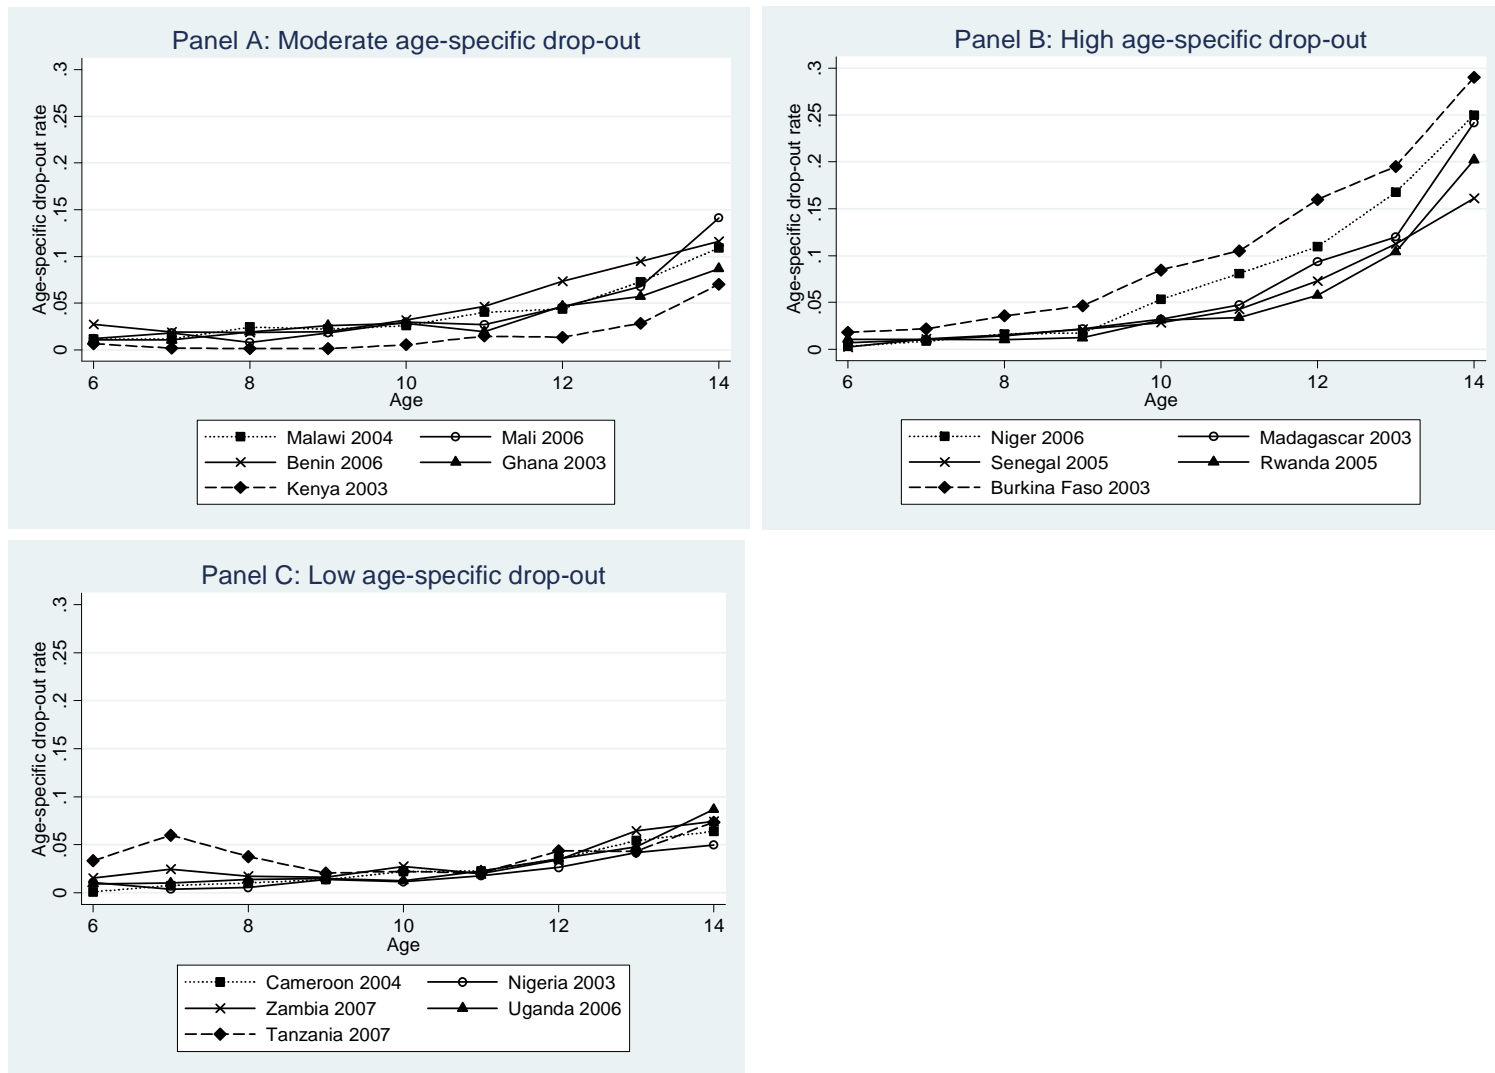 Panel A: Moderate age-specific drop-out
Age-specific drop-out rate
.3
.25
.2
.15
.1
.05
0
6 8 10 12 14
Age
Malawi 2004 Mali 2006
Benin 2006 Ghana 2003
Kenya 2003
Panel B: High age-specific drop-out
Age-specific drop-out rate
.3
.25
.2
.15
.1
.05
0
6 8 10 12 14
Age
Niger 2006 Madagascar 2003
Senegal 2005 Rwanda 2005
Burkina Faso 2003
Panel C: Low age-specific drop-out
Age-specific drop-out rate
.3
.25
.2
.15
.1
.05
0
6 8 10 12 14
Age
Cameroon 2004 Nigeria 2003
Zambia 2007 Uganda 2006
Tanzania 2007